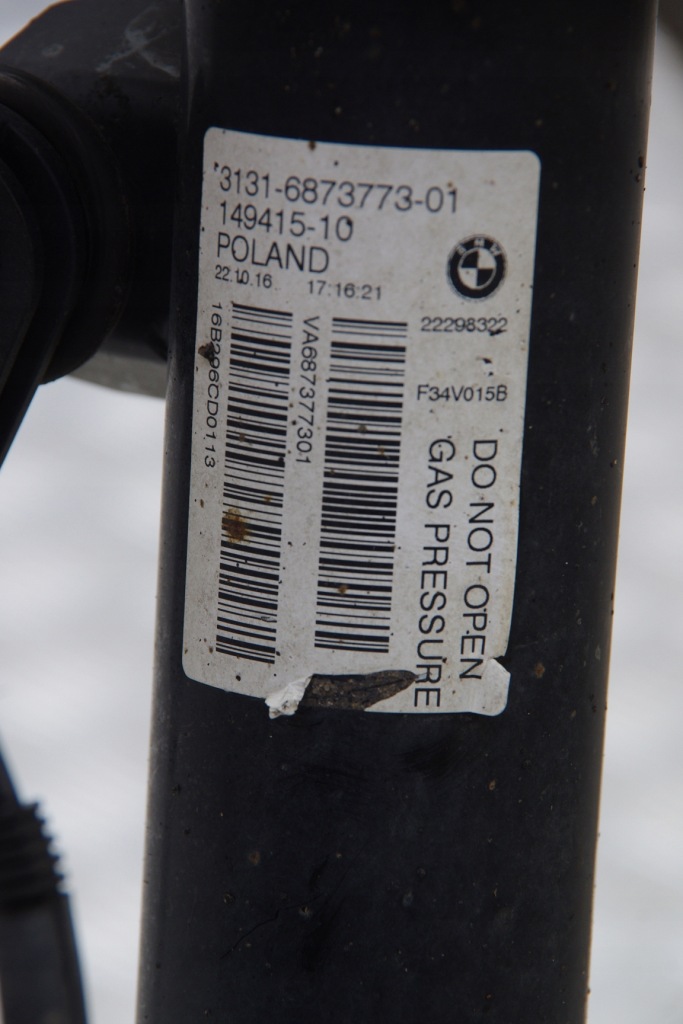 3131-6873773-01
149415-10
POLAND
22.10.16 17:16:21
BMW
22298322
F34V015B
16B296CD0113
VA687377301
DO NOT OPEN
GAS PRESSURE